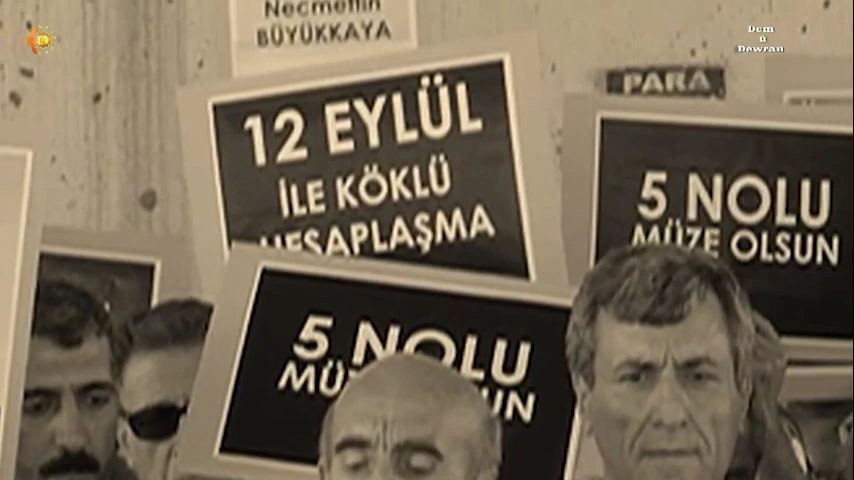 Necmettin
BÜYÜKKAYA
Dem
û
Dewran
PARA
12 EYLÜL
İLE KÖKLÜ
HESAPLAŞMA
5 NOLU
MÜZE OLSUN
5 NOLU